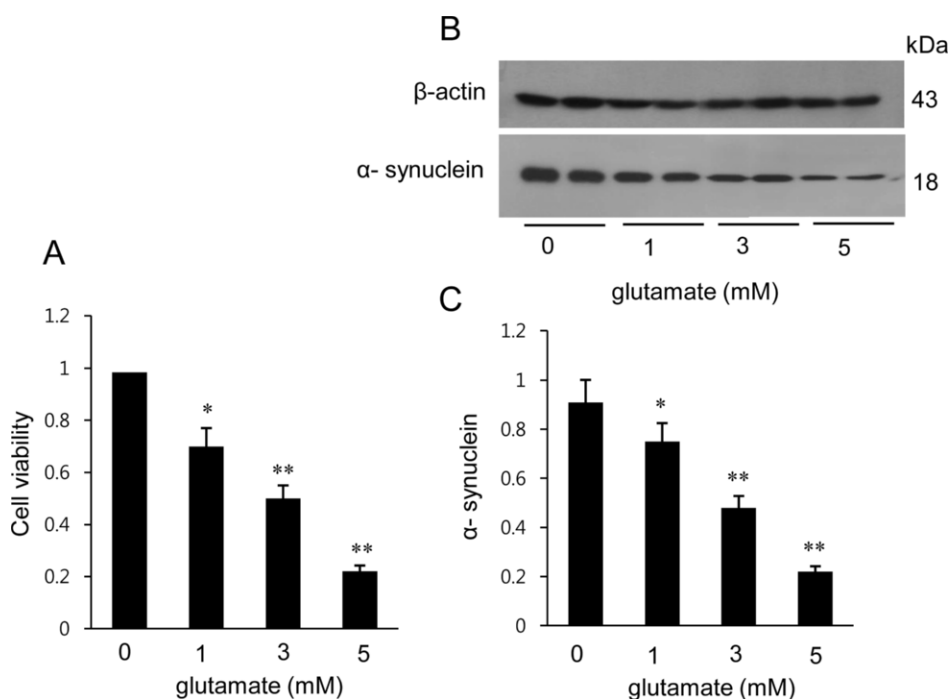 B
kDa
β-actin
43
α- synuclein
18
0 1 3 5
glutamate (mM)
A
1.2
1
0.8
0.6
0.4
0.2
0
Cell viability
*
**
**
0 1 3 5
glutamate (mM)
C
1.2
1
0.8
0.6
0.4
0.2
0
α- synuclein
*
**
**
0 1 3 5
glutamate (mM)